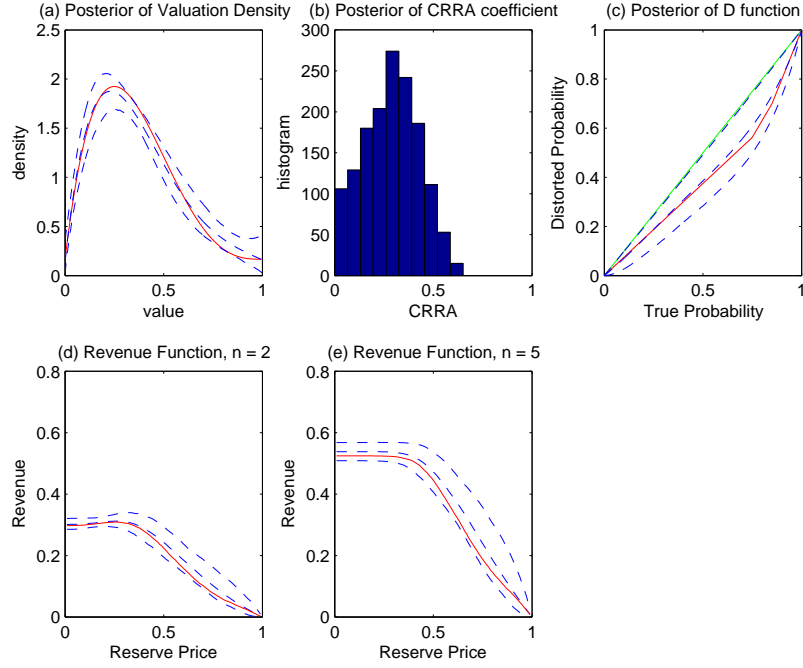 (a) Posterior of Valuation Density
2.5
2
1.5
1
0.5
0
0
0.5
1
density
value
(b) Posterior of CRRA coefficient
300
250
200
150
100
50
0
0
0.5
1
histogram
CRRA
(c) Posterior of D function
1
0.8
0.6
0.4
0.2
0
0
0.5
1
Distorted Probability
True Probability
(d) Revenue Function, n = 2
0.8
0.6
0.4
0.2
0
0
0.5
1
Revenue
Reserve Price
(e) Revenue Function, n = 5
0.8
0.6
0.4
0.2
0
0
0.5
1
Revenue
Reserve Price